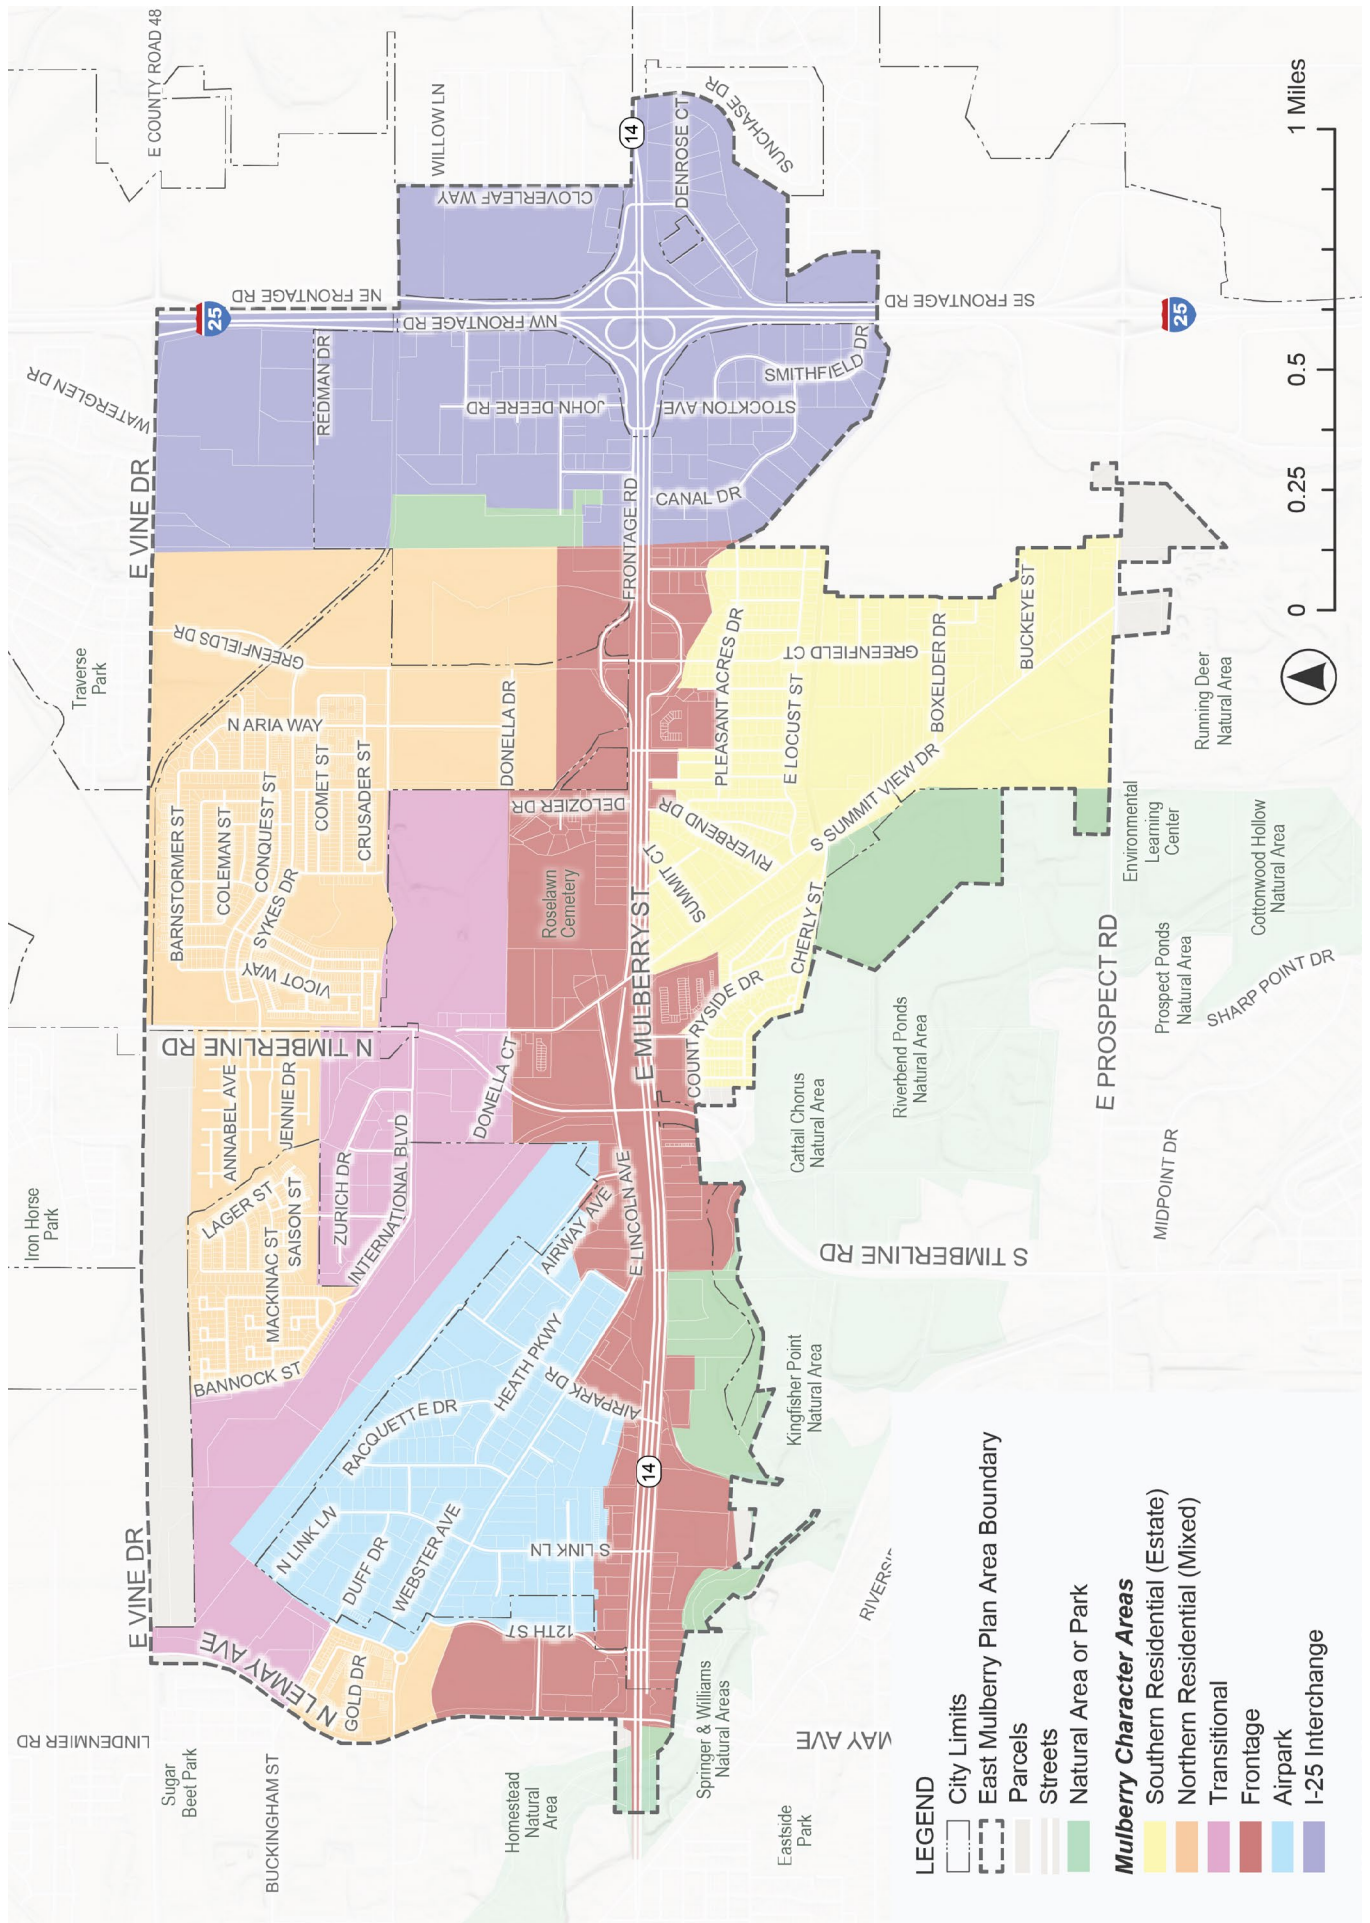 LINDENMIER RD
Sugar
Beet Park
BUCKINGHAM ST
Homestead
Natural
Area
Springer & Williams
Natural Areas
Eastside
Park
MAY AVE
E VINE DR
N LEMAY AVE
GOLD DR
12TH ST
N LINK LN
DUFF DR
WEBSTER AVE
S LINK LN
14
RACQUETTE DR
HEATH PKWY
AIRPARK DR
AIRWAY AVE
E LINCOLN AVE
BANNOCK ST
MACKINAC ST
SAISON ST
LAGER ST
ANNABEL AVE
JENNIE DR
ZURICH DR
INTERNATIONAL BLVD
DONELLA CT
Iron Horse
Park
N TIMBERLINE RD
VICOT WAY
SYKES DR
BARNSTORMER ST
COLEMAN ST
CONQUEST ST
COMET ST
CRUSADER ST
N ARIA WAY
GREENFIELDS DR
DONELLA DR
DELOZIER DR
Roselawn
Cemetery
E MULBERRY ST
FRONTAGE RD
Traverse
Park
E VINE DR
WATERGLEN DR
REDMAN DR
JOHN DEERE RD
NW FRONTAGE RD
NE FRONTAGE RD
25
E COUNTY ROAD 48
WILLOW LN
CLOVERLEAF WAY
14
DENROSE CT
SUNCHASE DR
SE FRONTAGE RD
25
SMITHFIELD DR
STOCKTON AVE
CANAL DR
PLEASANT ACRES DR
E LOCUST ST
GREENFIELD CT
BOXELDER DR
BUCKEYE ST
S SUMMIT VIEW DR
RIVERBEND DR
SUMMIT CT
CHERLY ST
COUNTRYSIDE DR
Cattail Chorus
Natural Area
Riverbend Ponds
Natural Area
Kingfisher Point
Natural Area
S TIMBERLINE RD
MIDPOINT DR
E PROSPECT RD
Prospect Ponds
Natural Area
SHARP POINT DR
Cottonwood Hollow
Natural Area
Environmental
Learning
Center
Running Deer
Natural Area
0
0.25
0.5
1 Miles
LEGEND
City Limits
East Mulberry Plan Area Boundary
Parcels
Streets
Natural Area or Park
Mulberry Character Areas
Southern Residential (Estate)
Northern Residential (Mixed)
Transitional
Frontage
Airpark
I-25 Interchange